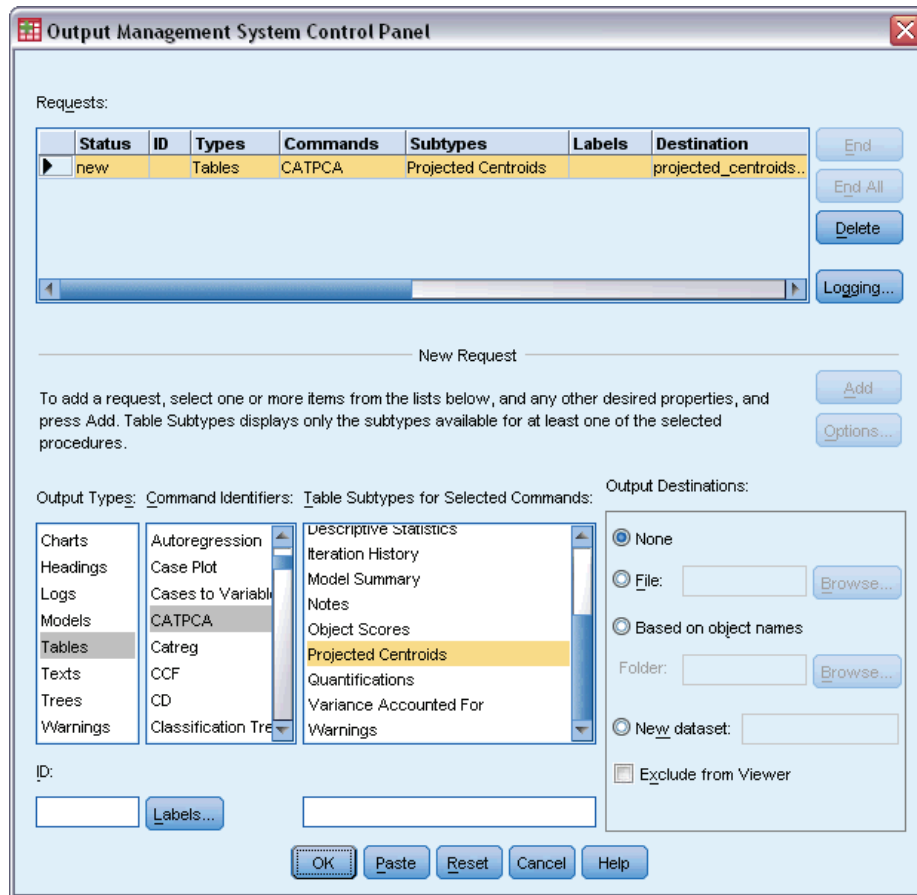 Output Management System Control Panel
Requests:
Status ID Types Commands Subtypes Labels Destination
new Tables CATPCA Projected Centroids projected_centroids..
End
End All
Delete
Logging...
New Request
To add a request, select one or more items from the lists below, and any other desired properties, and
press Add. Table Subtypes displays only the subtypes available for at least one of the selected
procedures.
Add
Options...
Output Types:
Charts
Headings
Logs
Models
Tables
Texts
Trees
Warnings
Command Identifiers:
Autoregression
Case Plot
Cases to Variabl
CATPCA
Catreg
CCF
CD
Classification Tre
Table Subtypes for Selected Commands:
Descriptive Statistics
Iteration History
Model Summary
Notes
Object Scores
Projected Centroids
Quantifications
Variance Accounted For
Warnings
Output Destinations:
None
File:
Browse...
Based on object names
Folder:
Browse...
New dataset:
Exclude from Viewer
ID:
Labels...
OK Paste Reset Cancel Help